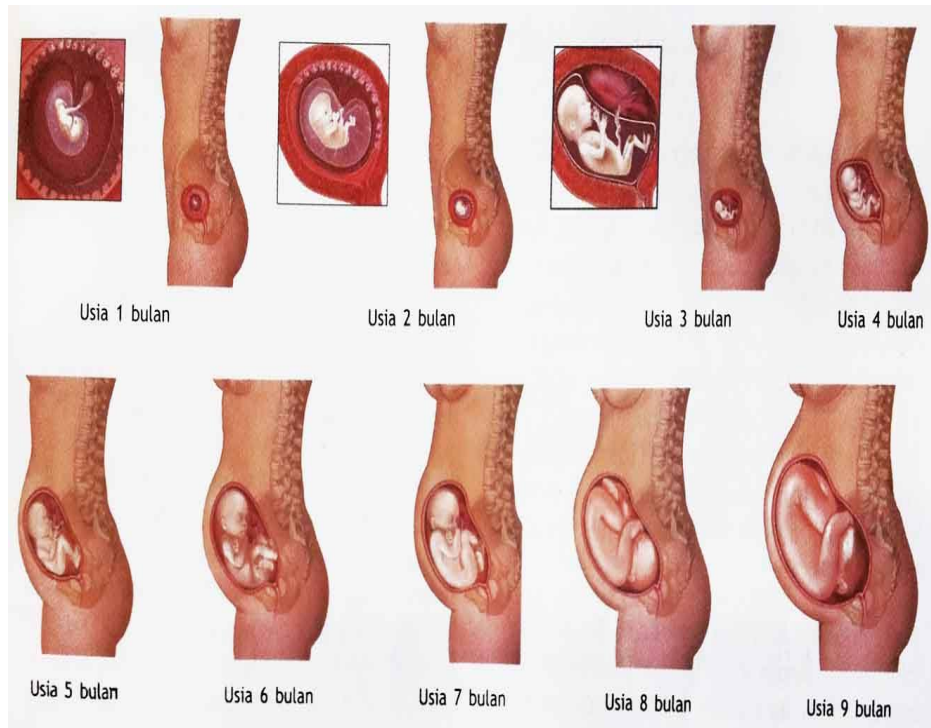 Usia 1 bulan
Usia 2 bulan
Usia 3 bulan
Usia 4 bulan
Usia 5 bulan
Usia 6 bulan
Usia 7 bulan
Usia 8 bulan
Usia 9 bulan